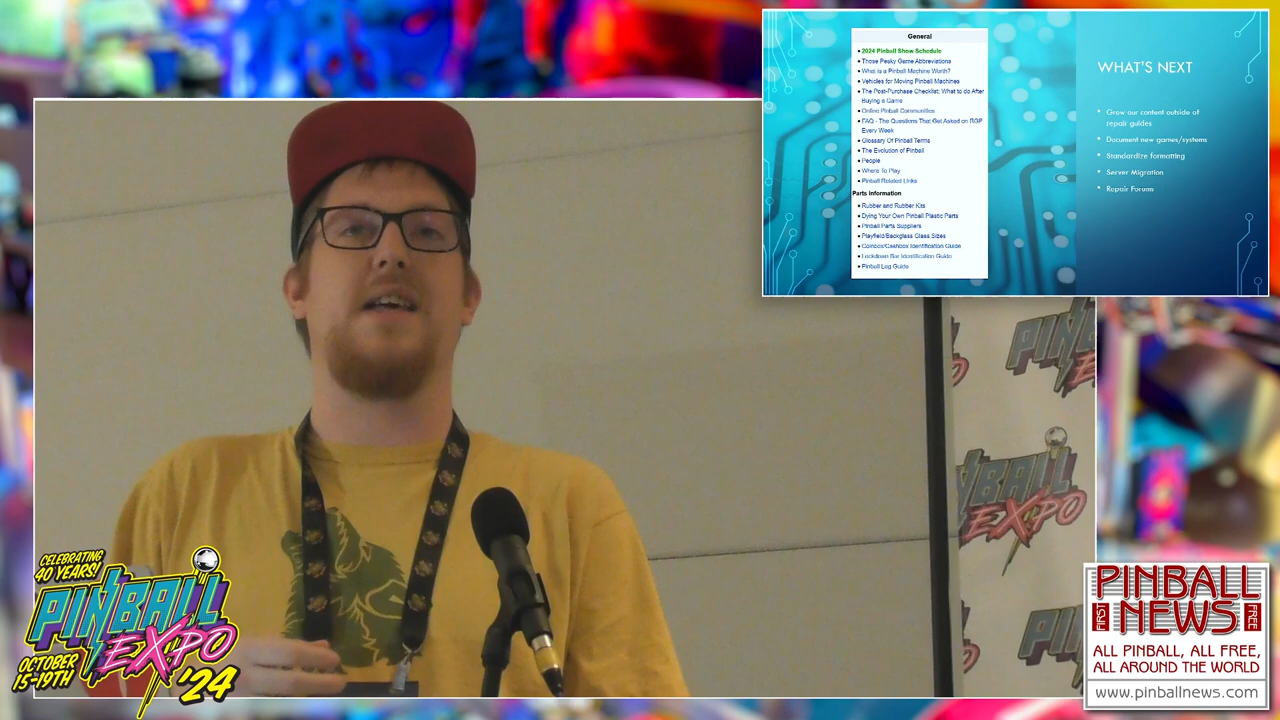 General
2024 Pinball Show Schedule
Those Pesky Game Abbreviations
What is a Pinball Machine Worth?
Vehicles for Moving Pinball Machines
The Post-Purchase Checklist; What to do After
Buying a Game
Online Pinball Communities
FAQ - The Questions That Get Asked on RGP
Every Week
Glossary Of Pinball Terms
The Evolution of Pinball
People
Where To Play
Pinball Related Links
Parts Information
Rubber and Rubber Kits
Dying Your Own Pinball Plastic Parts
Pinball Parts Suppliers
Playfield/Backglass Glass Sizes
Coinbox/Cashbox Identification Guide
Lockdown Bar Identification Guide
Pinball Leg Guide
WHAT'S NEXT
Grow our content outside of
repair guides
Document new games/systems
Standardize formatting
Server Migration
Repair Forums
PINBALL
EXPO
CELEBRATING
40 YEARS!
PINBALL
EXPO
OCTOBER
15-19TH
'24
PINBALL
NEWS
FIRST
FREE
ALL PINBALL, ALL FREE,
ALL AROUND THE WORLD
www.pinballnews.com